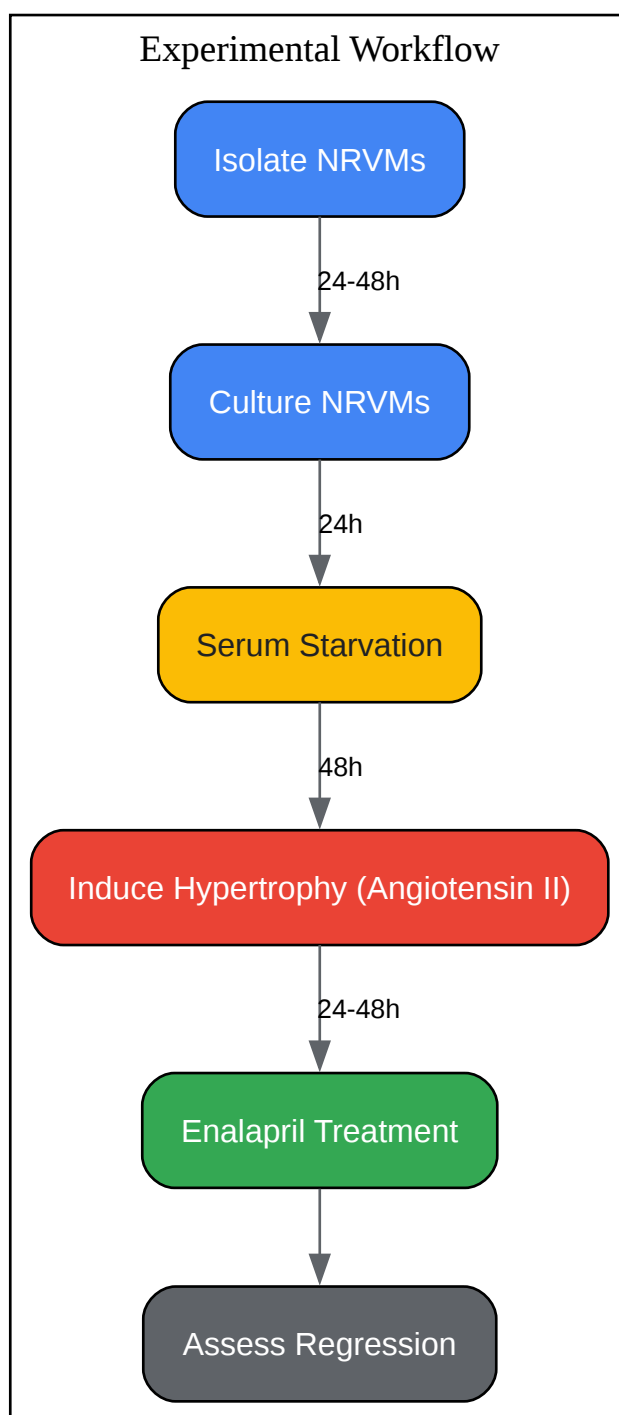 Experimental Workflow
Isolate NRVMs
24-48h
Culture NRVMs
24h
Serum Starvation
48h
Induce Hypertrophy (Angiotensin II)
24-48h
Enalapril Treatment
Assess Regression